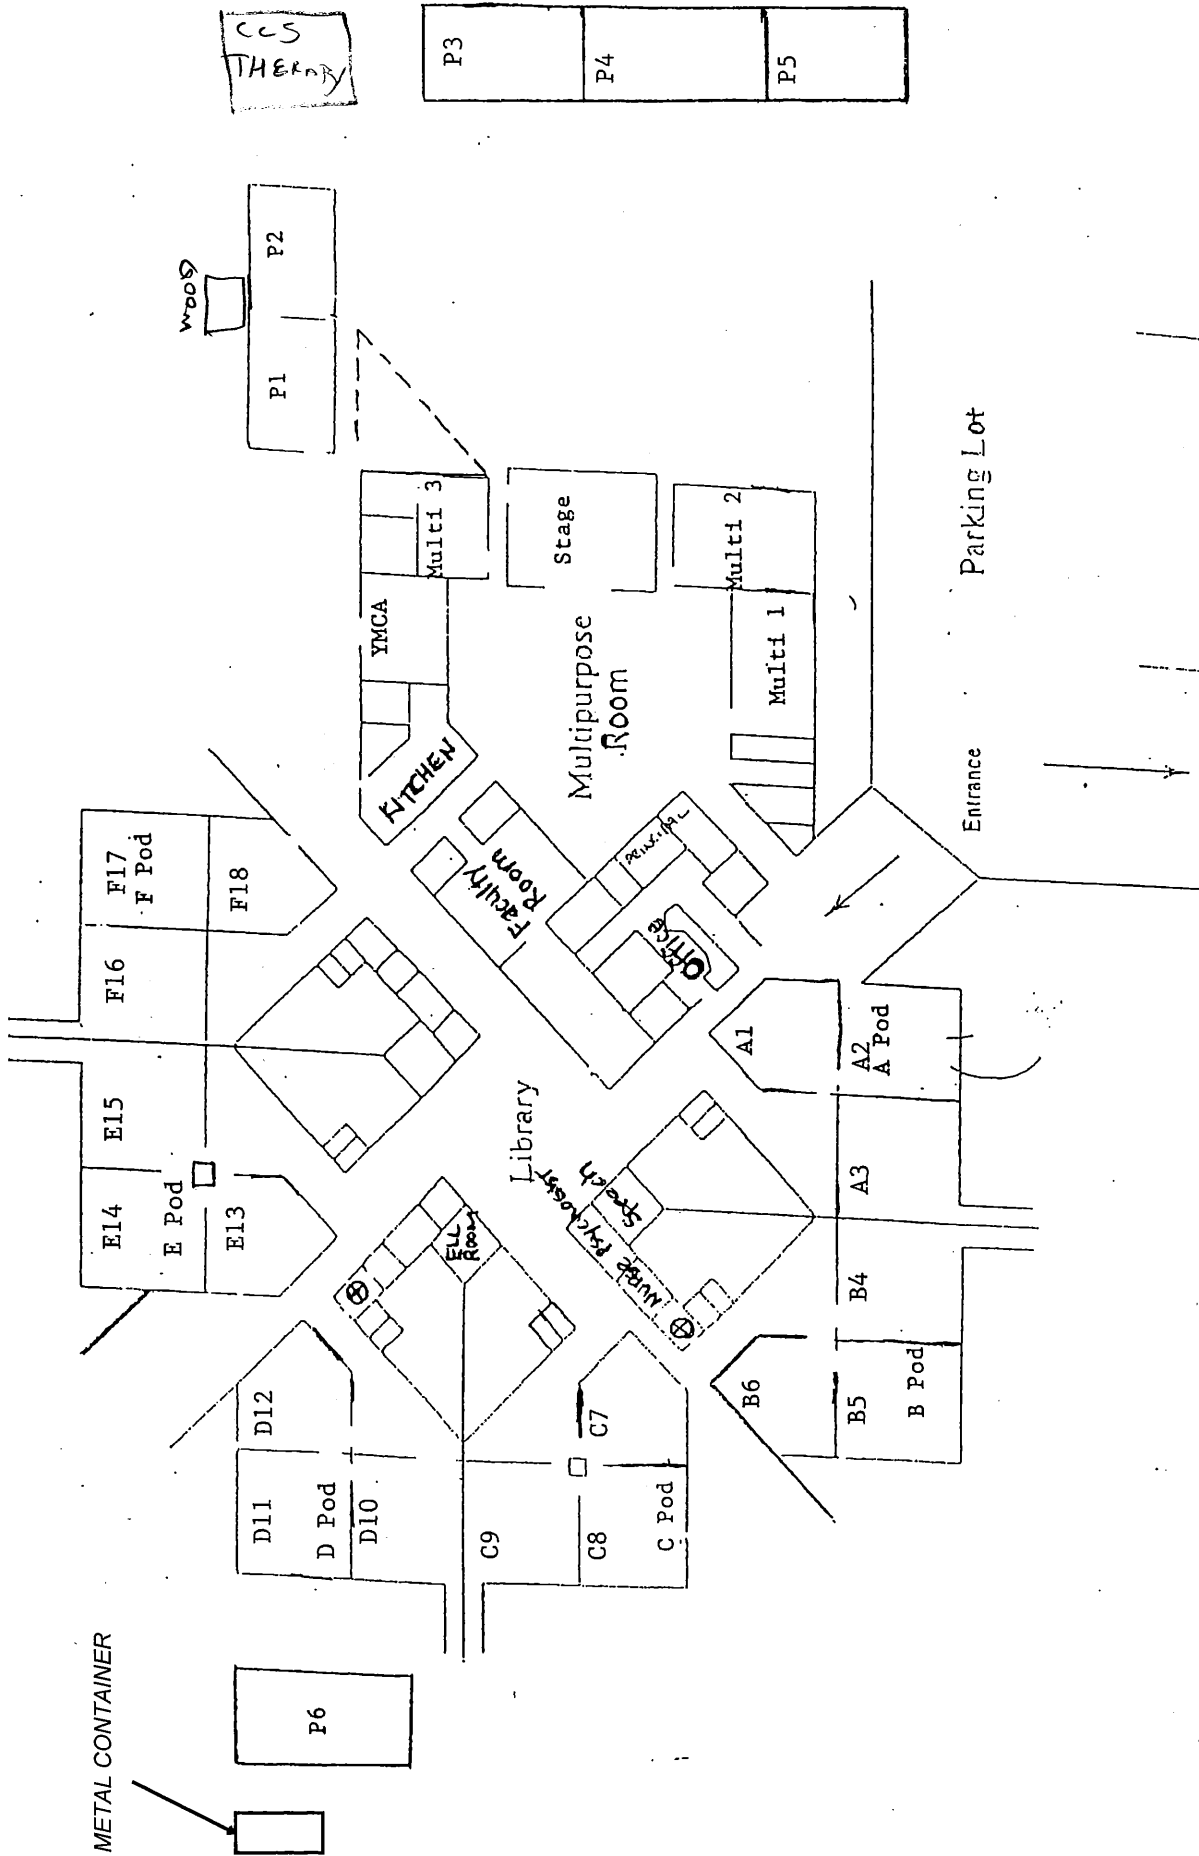 CCS
THERAPY
P3
P4
P5
P2
P1
Multi 3
YMCA
KITCHEN
Stage
Multi 2
Multi 1
Multipurpose
Room
Parking Lot
Entrance
F17
F Pod
F18
F16
Faculty
Room
PRINCIPAL
OFFICE
A1
A2
A Pod
A3
E15
E14
E Pod
E13
Library
ELL
ROOM
Speech
PSYCHOGIST
NURSE
B4
B6
B5
B Pod
D12
D11
D Pod
D10
C7
C9
C8
C Pod
P6
METAL CONTAINER